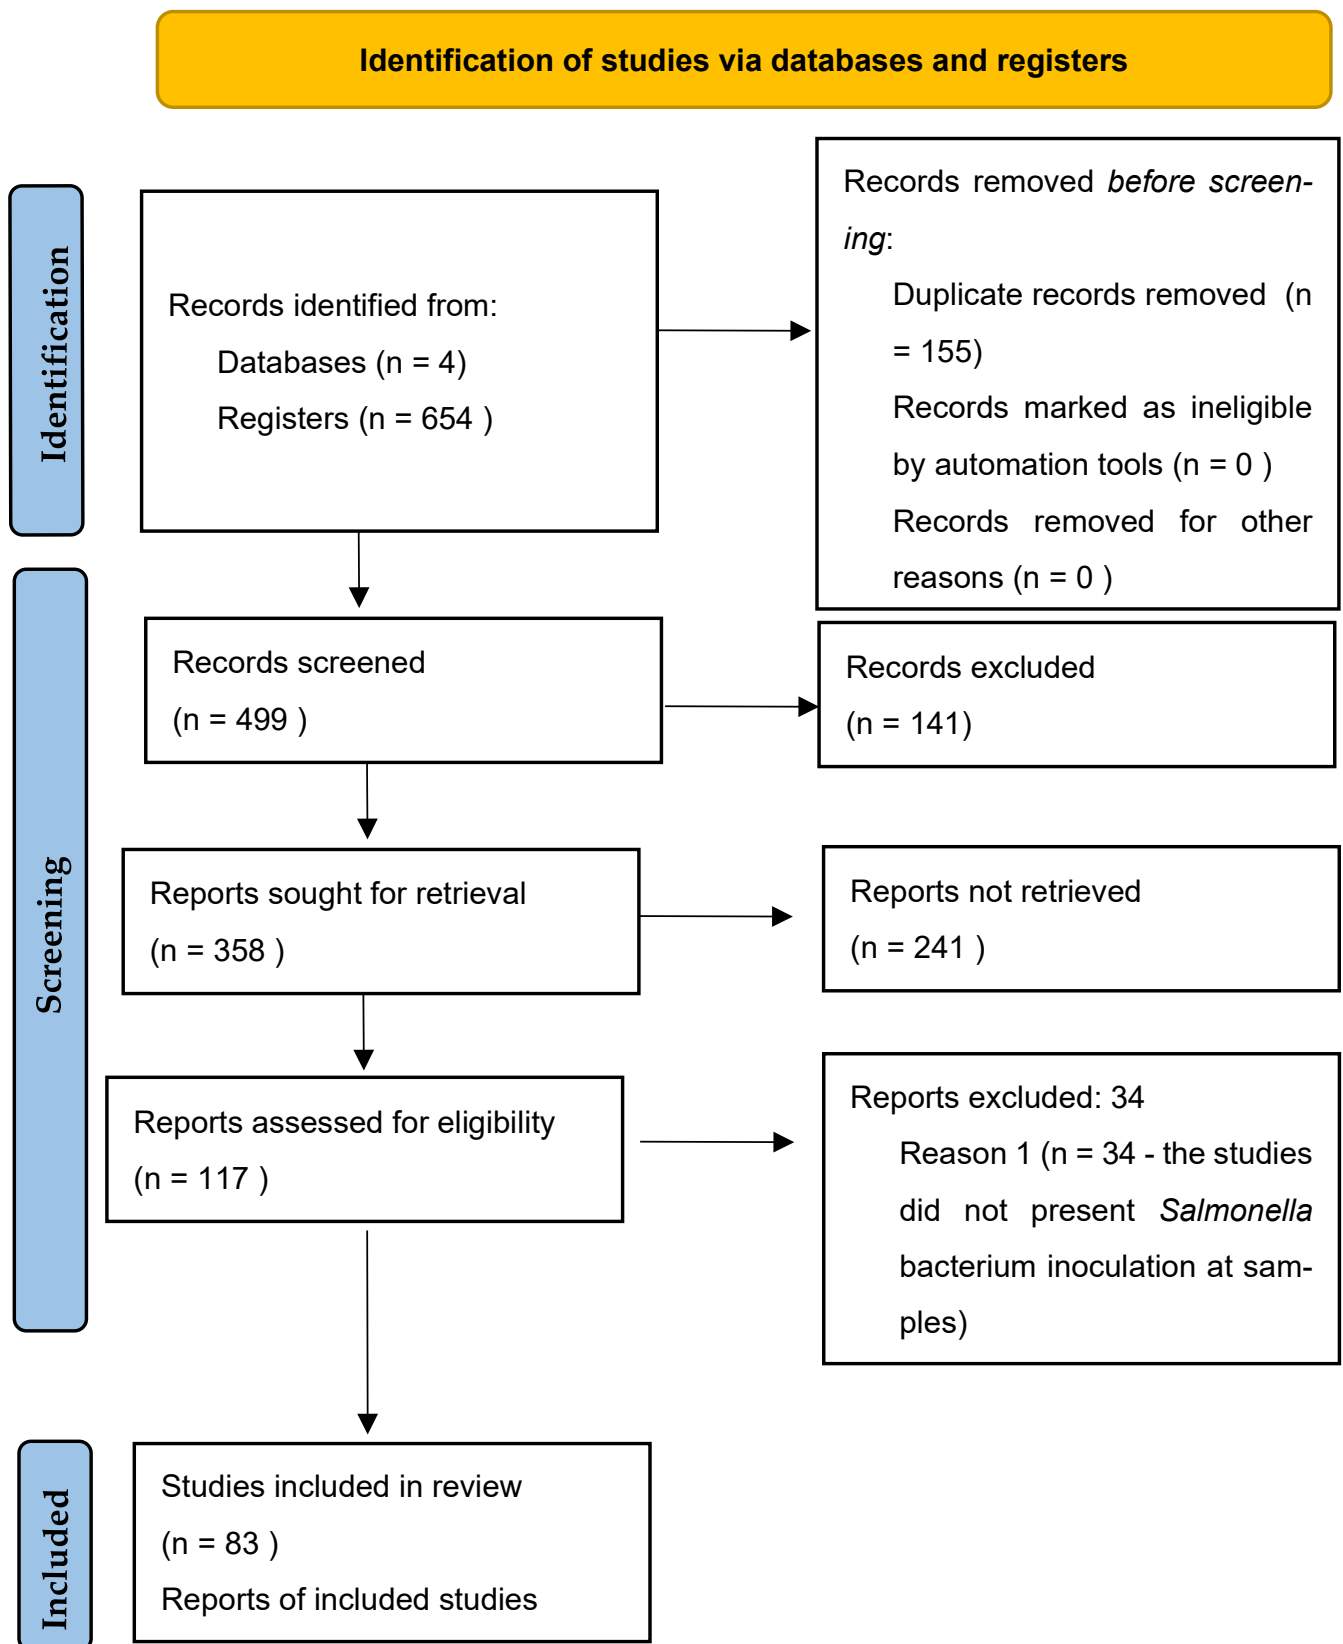 Identification of studies via databases and registers
Identification
Records identified from:
Databases (n = 4)
Registers (n = 654 )
Records removed before screen-
ing:
Duplicate records removed (n
= 155)
Records marked as ineligible
by automation tools (n = 0 )
Records removed for other
reasons (n = 0 )
Screening
Records screened
(n = 499 )
Records excluded
(n = 141)
Reports sought for retrieval
(n = 358 )
Reports not retrieved
(n = 241 )
Reports assessed for eligibility
(n = 117 )
Reports excluded: 34
Reason 1 (n = 34 - the studies
did not present Salmonella
bacterium inoculation at sam-
ples)
Included
Studies included in review
(n = 83 )
Reports of included studies